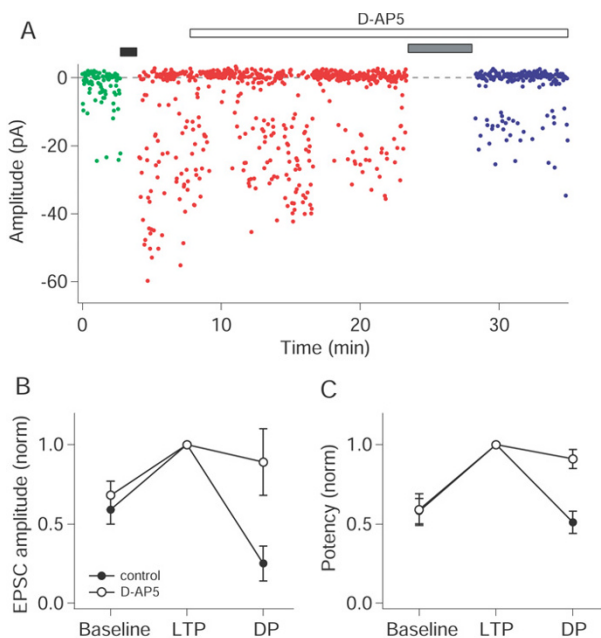 A
D-AP5
Amplitude (pA)
0
-20
-40
-60
0
10
20
30
Time (min)
B
EPSC amplitude (norm)
1.0
0.5
0.0
control
D-AP5
Baseline
LTP
DP
C
Potency (norm)
1.0
0.5
0.0
Baseline
LTP
DP